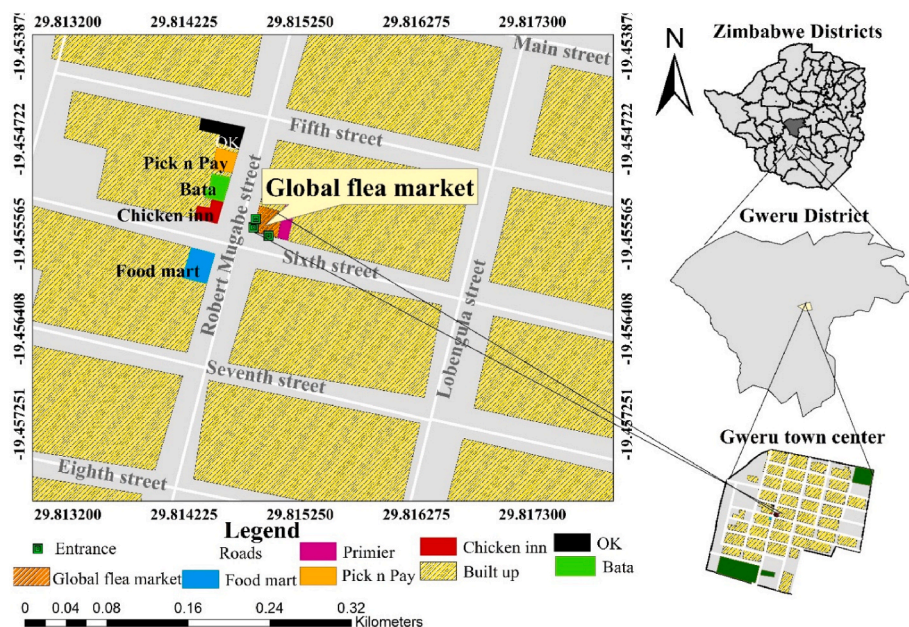 29.813200 29.814225 29.815250 29.816275 29.817300
-19.453879
-19.454722
-19.455565
-19.456408
-19.457251
-19.453879
-19.454722
-19.455565
-19.456408
-19.457251
Main street
Fifth street
OK
Pick n Pay
Bata
Global flea market
Chicken inn
Robert Mugabe street
Sixth street
Food mart
Lobengula street
Seventh street
Eighth street
29.813200 29.814225 29.815250 29.816275 29.817300
N
Zimbabwe Districts
Gweru District
Gweru town center
Legend
Entrance Roads Primier Chicken inn OK
Global flea market Food mart Pick n Pay Built up Bata
0 0.04 0.08 0.16 0.24 0.32
Kilometers